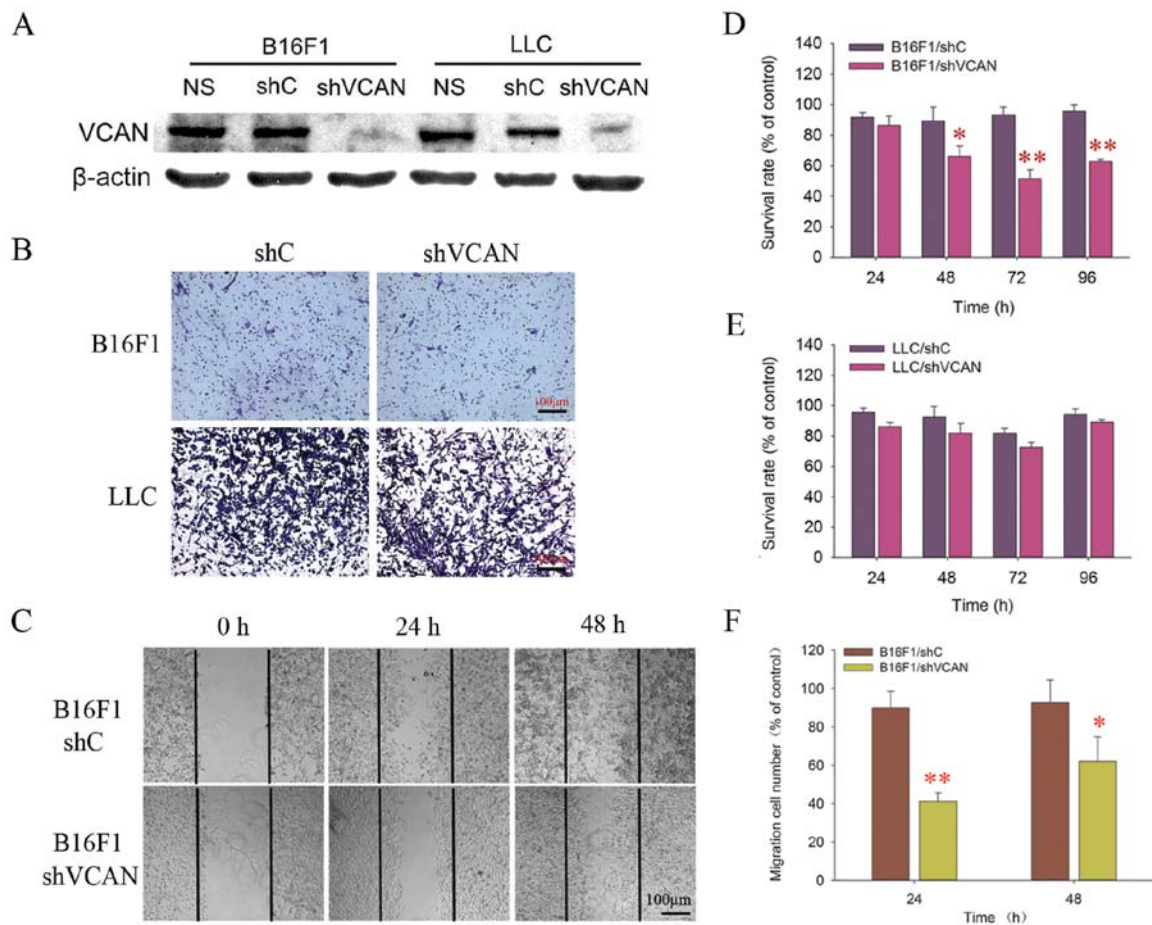 A
B16F1 LLC
NS shC shVCAN NS shC shVCAN
VCAN
β-actin
B
shC shVCAN
B16F1
LLC
C
0 h 24 h 48 h
B16F1
shC
B16F1
shVCAN
100μm
D
B16F1/shC
B16F1/shVCAN
Survival rate (% of control)
140
120
100
80
60
40
20
0
*
**
**
24 48 72 96
Time (h)
E
LLC/shC
LLC/shVCAN
Survival rate (% of control)
140
120
100
80
60
40
20
0
24 48 72 96
Time (h)
F
B16F1/shC
B16F1/shVCAN
Migration cell number (% of control)
120
100
80
60
40
20
0
**
*
24 48
Time (h)